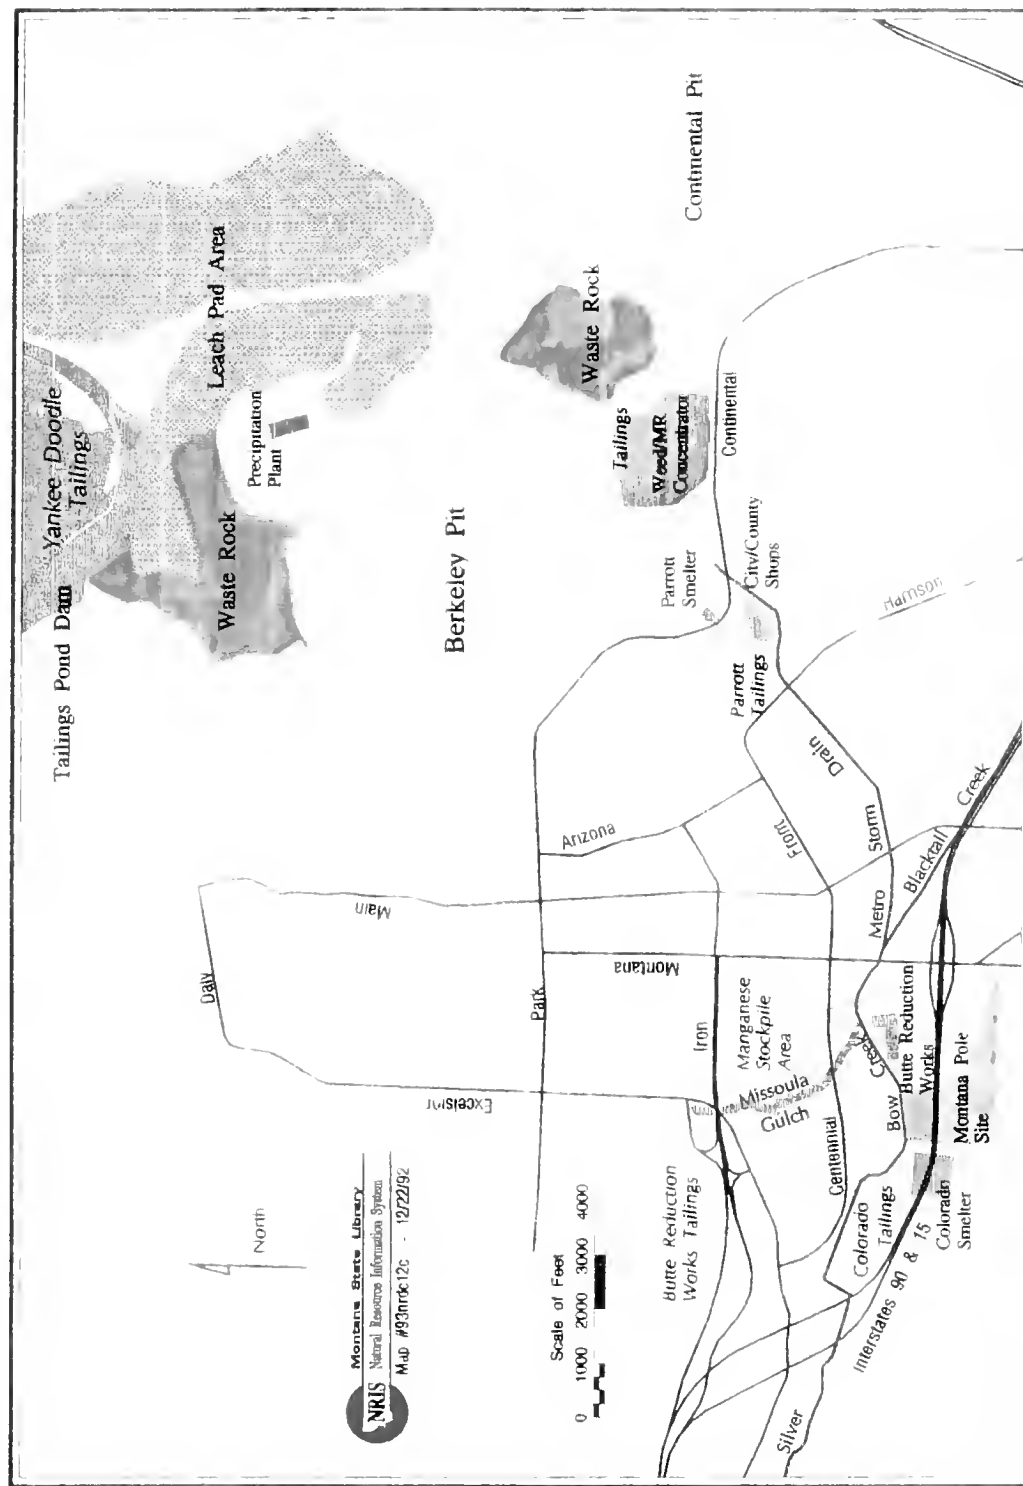 Tailings Pond Dam
Yankee Doodle
Tailings
Leach Pad Area
Waste Rock
Precipitation
Plant
Berkeley Pit
Continental Pit
Waste Rock
Tailings
Weed/MR
Concentrator
Continental
Parrott
Smelter
City/County
Shops
Parrott
Tailings
Harrison
Daly
Main
Excelsior
Park
Arizona
Montana
Iron
Front
Drain
Storm
Metro
Blacktail
Creek
Manganese
Stockpile
Area
Missoula
Gulch
Centennial
Butte Reduction
Works Tailings
Butte Reduction
Works
Montana Pole
Site
Silver
Bow
Creek
Colorado
Tailings
Colorado
Smelter
Interstates 90 & 15
North
Montana State Library
NRIS Natural Resource Information System
Map #93nrdc12c - 12/22/92
Scale of Feet
0 1000 2000 3000 4000